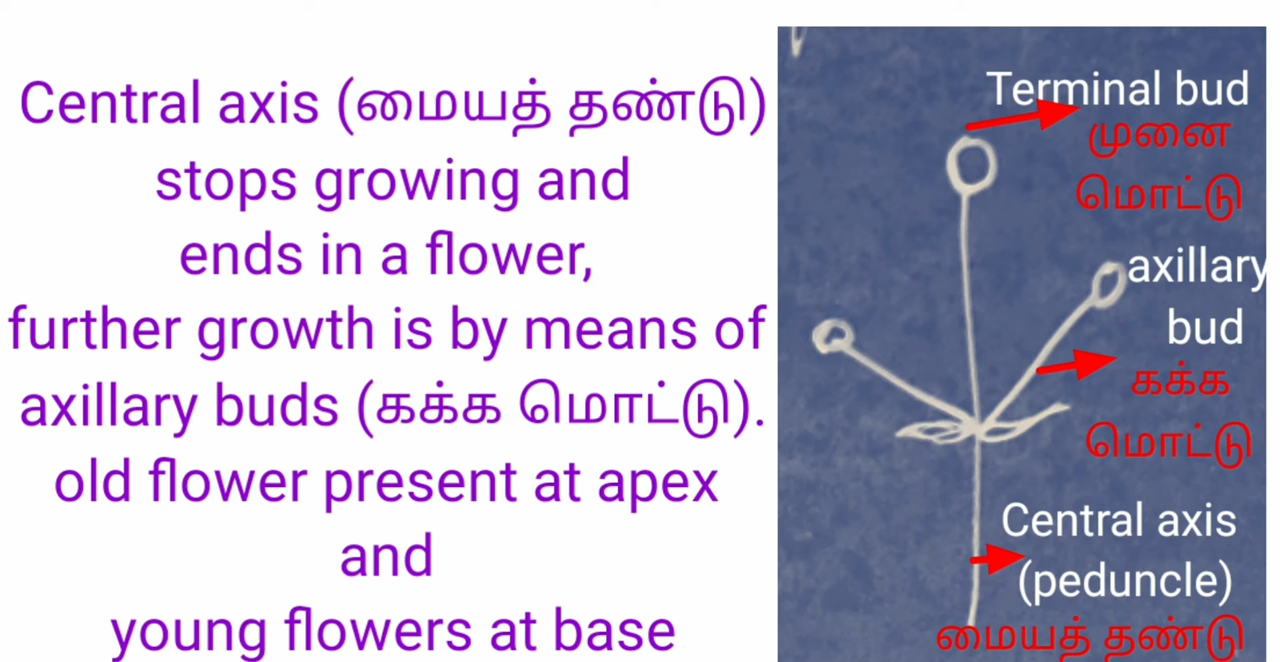 Central axis (மையத் தண்டு)
stops growing and
ends in a flower,
further growth is by means of
axillary buds (கக்க மொட்டு).
old flower present at apex
and
young flowers at base
Terminal bud
முனை
மொட்டு
axillary
bud
கக்க
மொட்டு
Central axis
(peduncle)
மையத் தண்டு